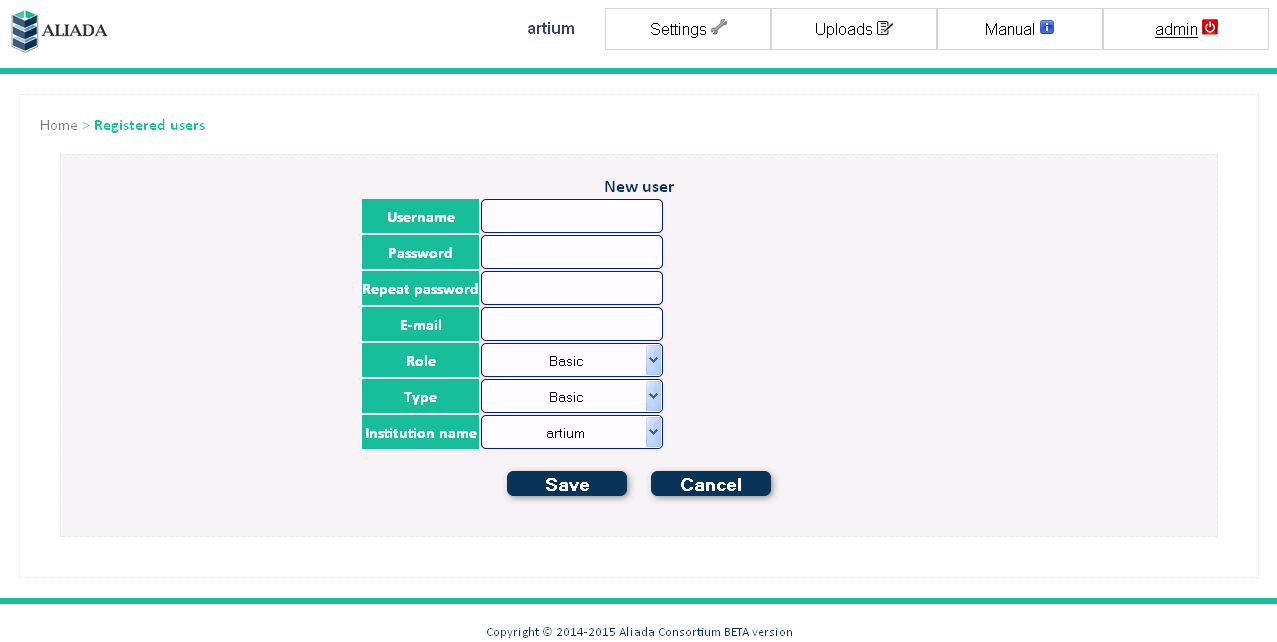 ALIADA
artium
Settings
Uploads
Manual
admin
Home > Registered users
New user
Username
Password
Repeat password
E-mail
Role Basic
Type Basic
Institution name artium
Save Cancel
Copyright © 2014-2015 Aliada Consortium BETA version